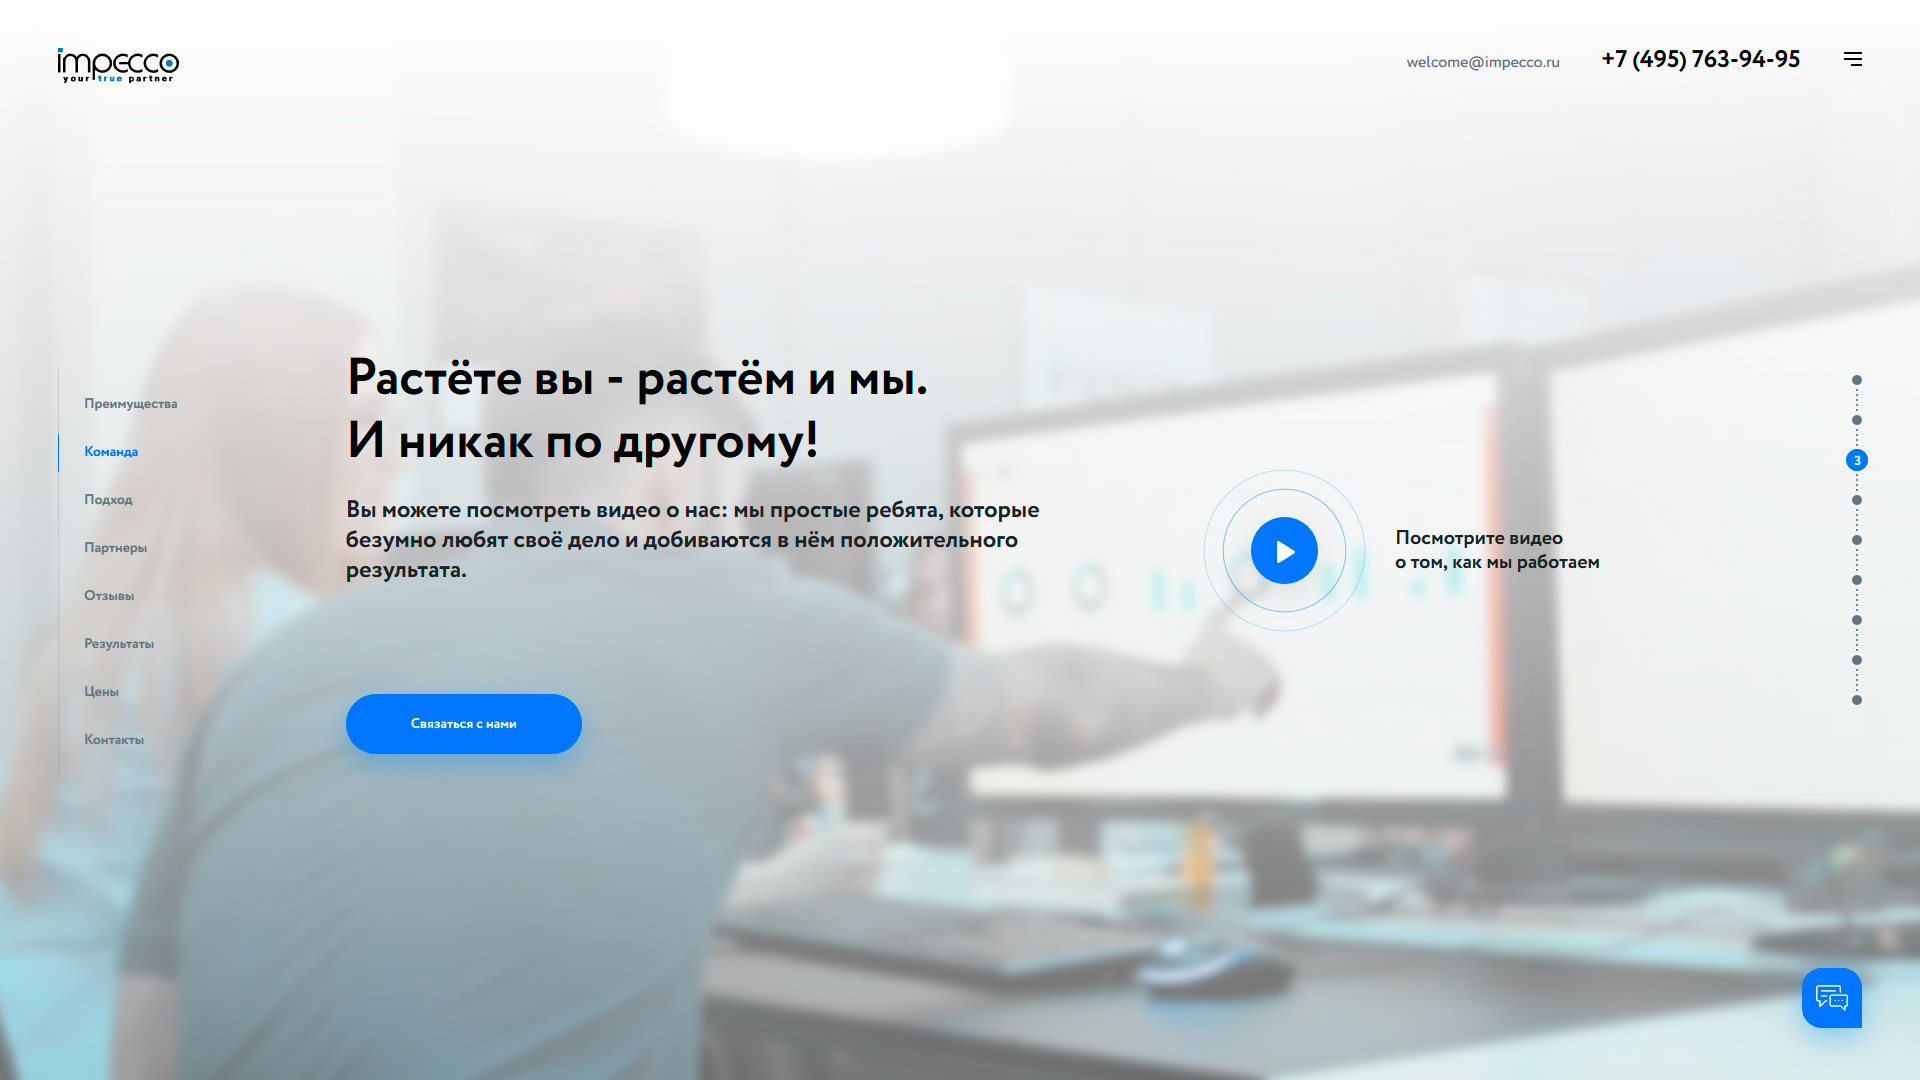 impecco
your true partner
welcome@impecco.ru
+7 (495) 763-94-95
Преимущества
Команда
Подход
Партнеры
Отзывы
Результаты
Цены
Контакты
Растёте вы - растём и мы.
И никак по другому!
Вы можете посмотреть видео о нас: мы простые ребята, которые
безумно любят своё дело и добиваются в нём положительного
результата.
Связаться с нами
Посмотрите видео
о том, как мы работаем
3